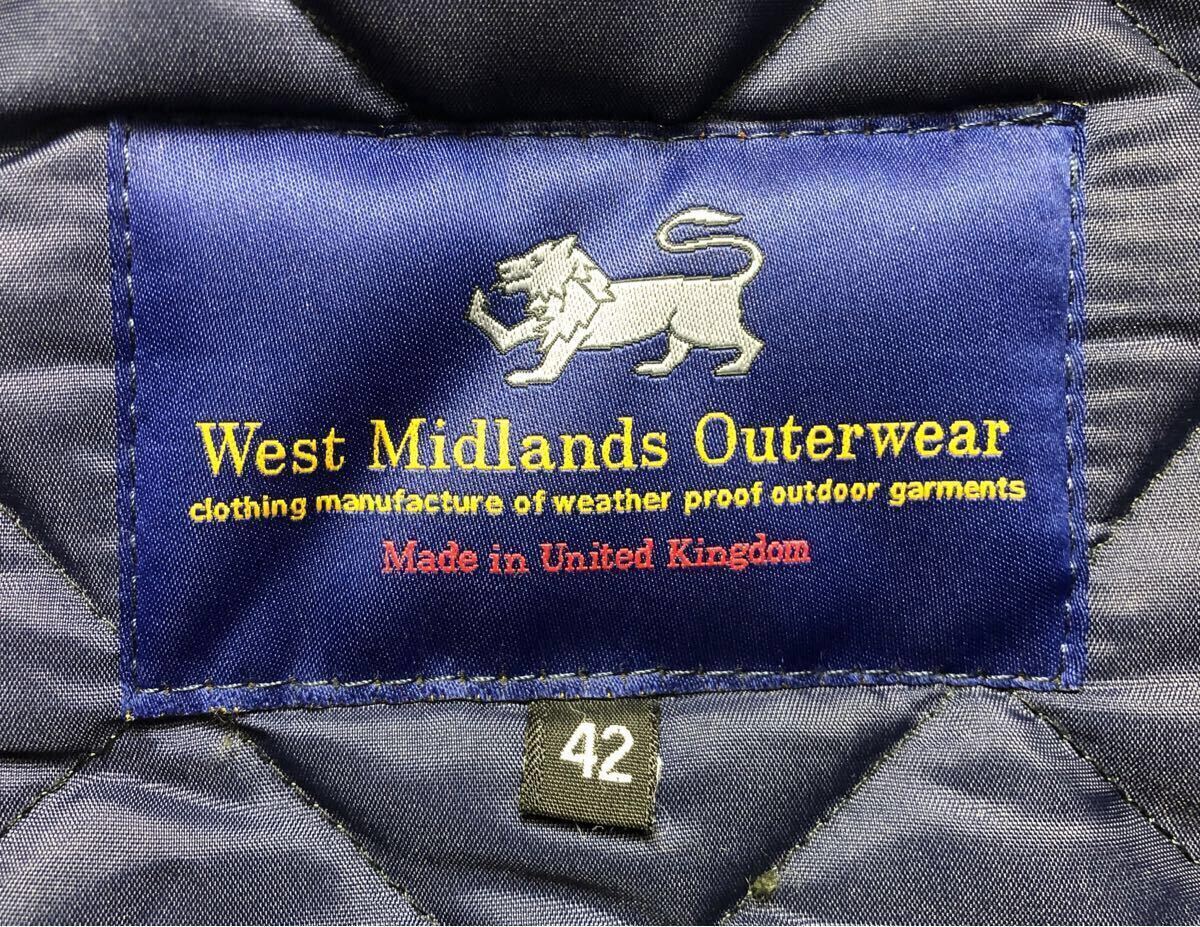 West Midlands Outerwear
clothing manufacture of weather proof outdoor garments
Made in United Kingdom
42